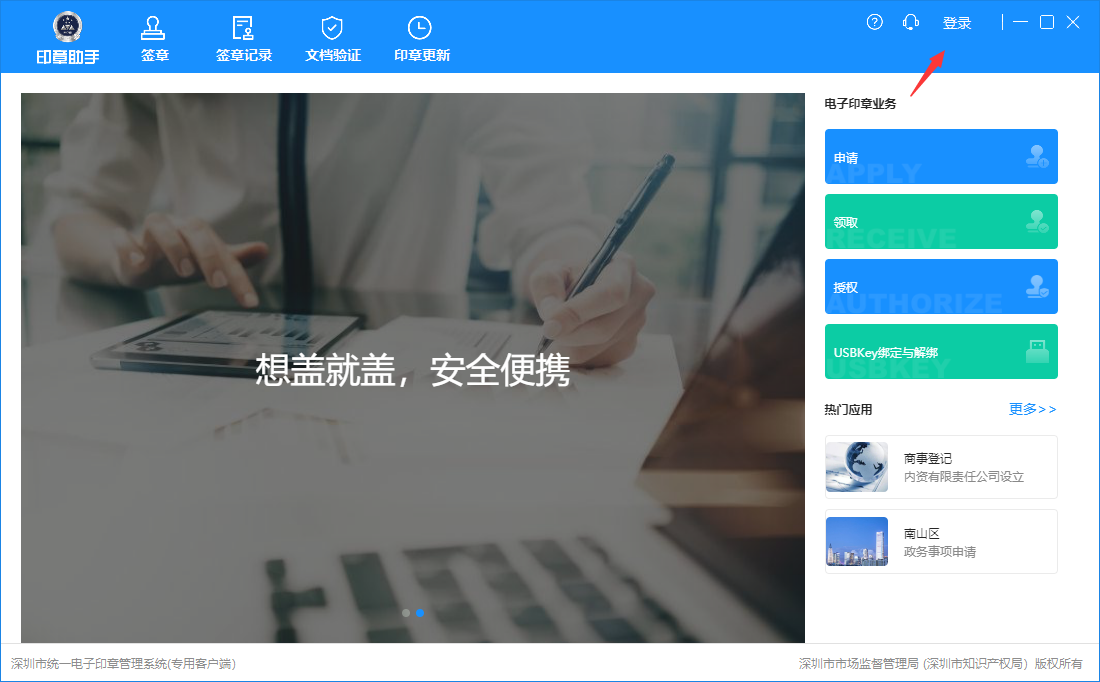 印章助手
签章
签章记录
文档验证
印章更新
登录
想盖就盖，安全便携
电子印章业务
申请
APPLY
领取
RECEIVE
授权
AUTHORIZE
USBKey绑定与解绑
USBKEY
热门应用
更多>>
商事登记
内资有限责任公司设立
南山区
政务事项申请
深圳市统一电子印章管理系统(专用客户端)
深圳市市场监督管理局 (深圳市知识产权局) 版权所有